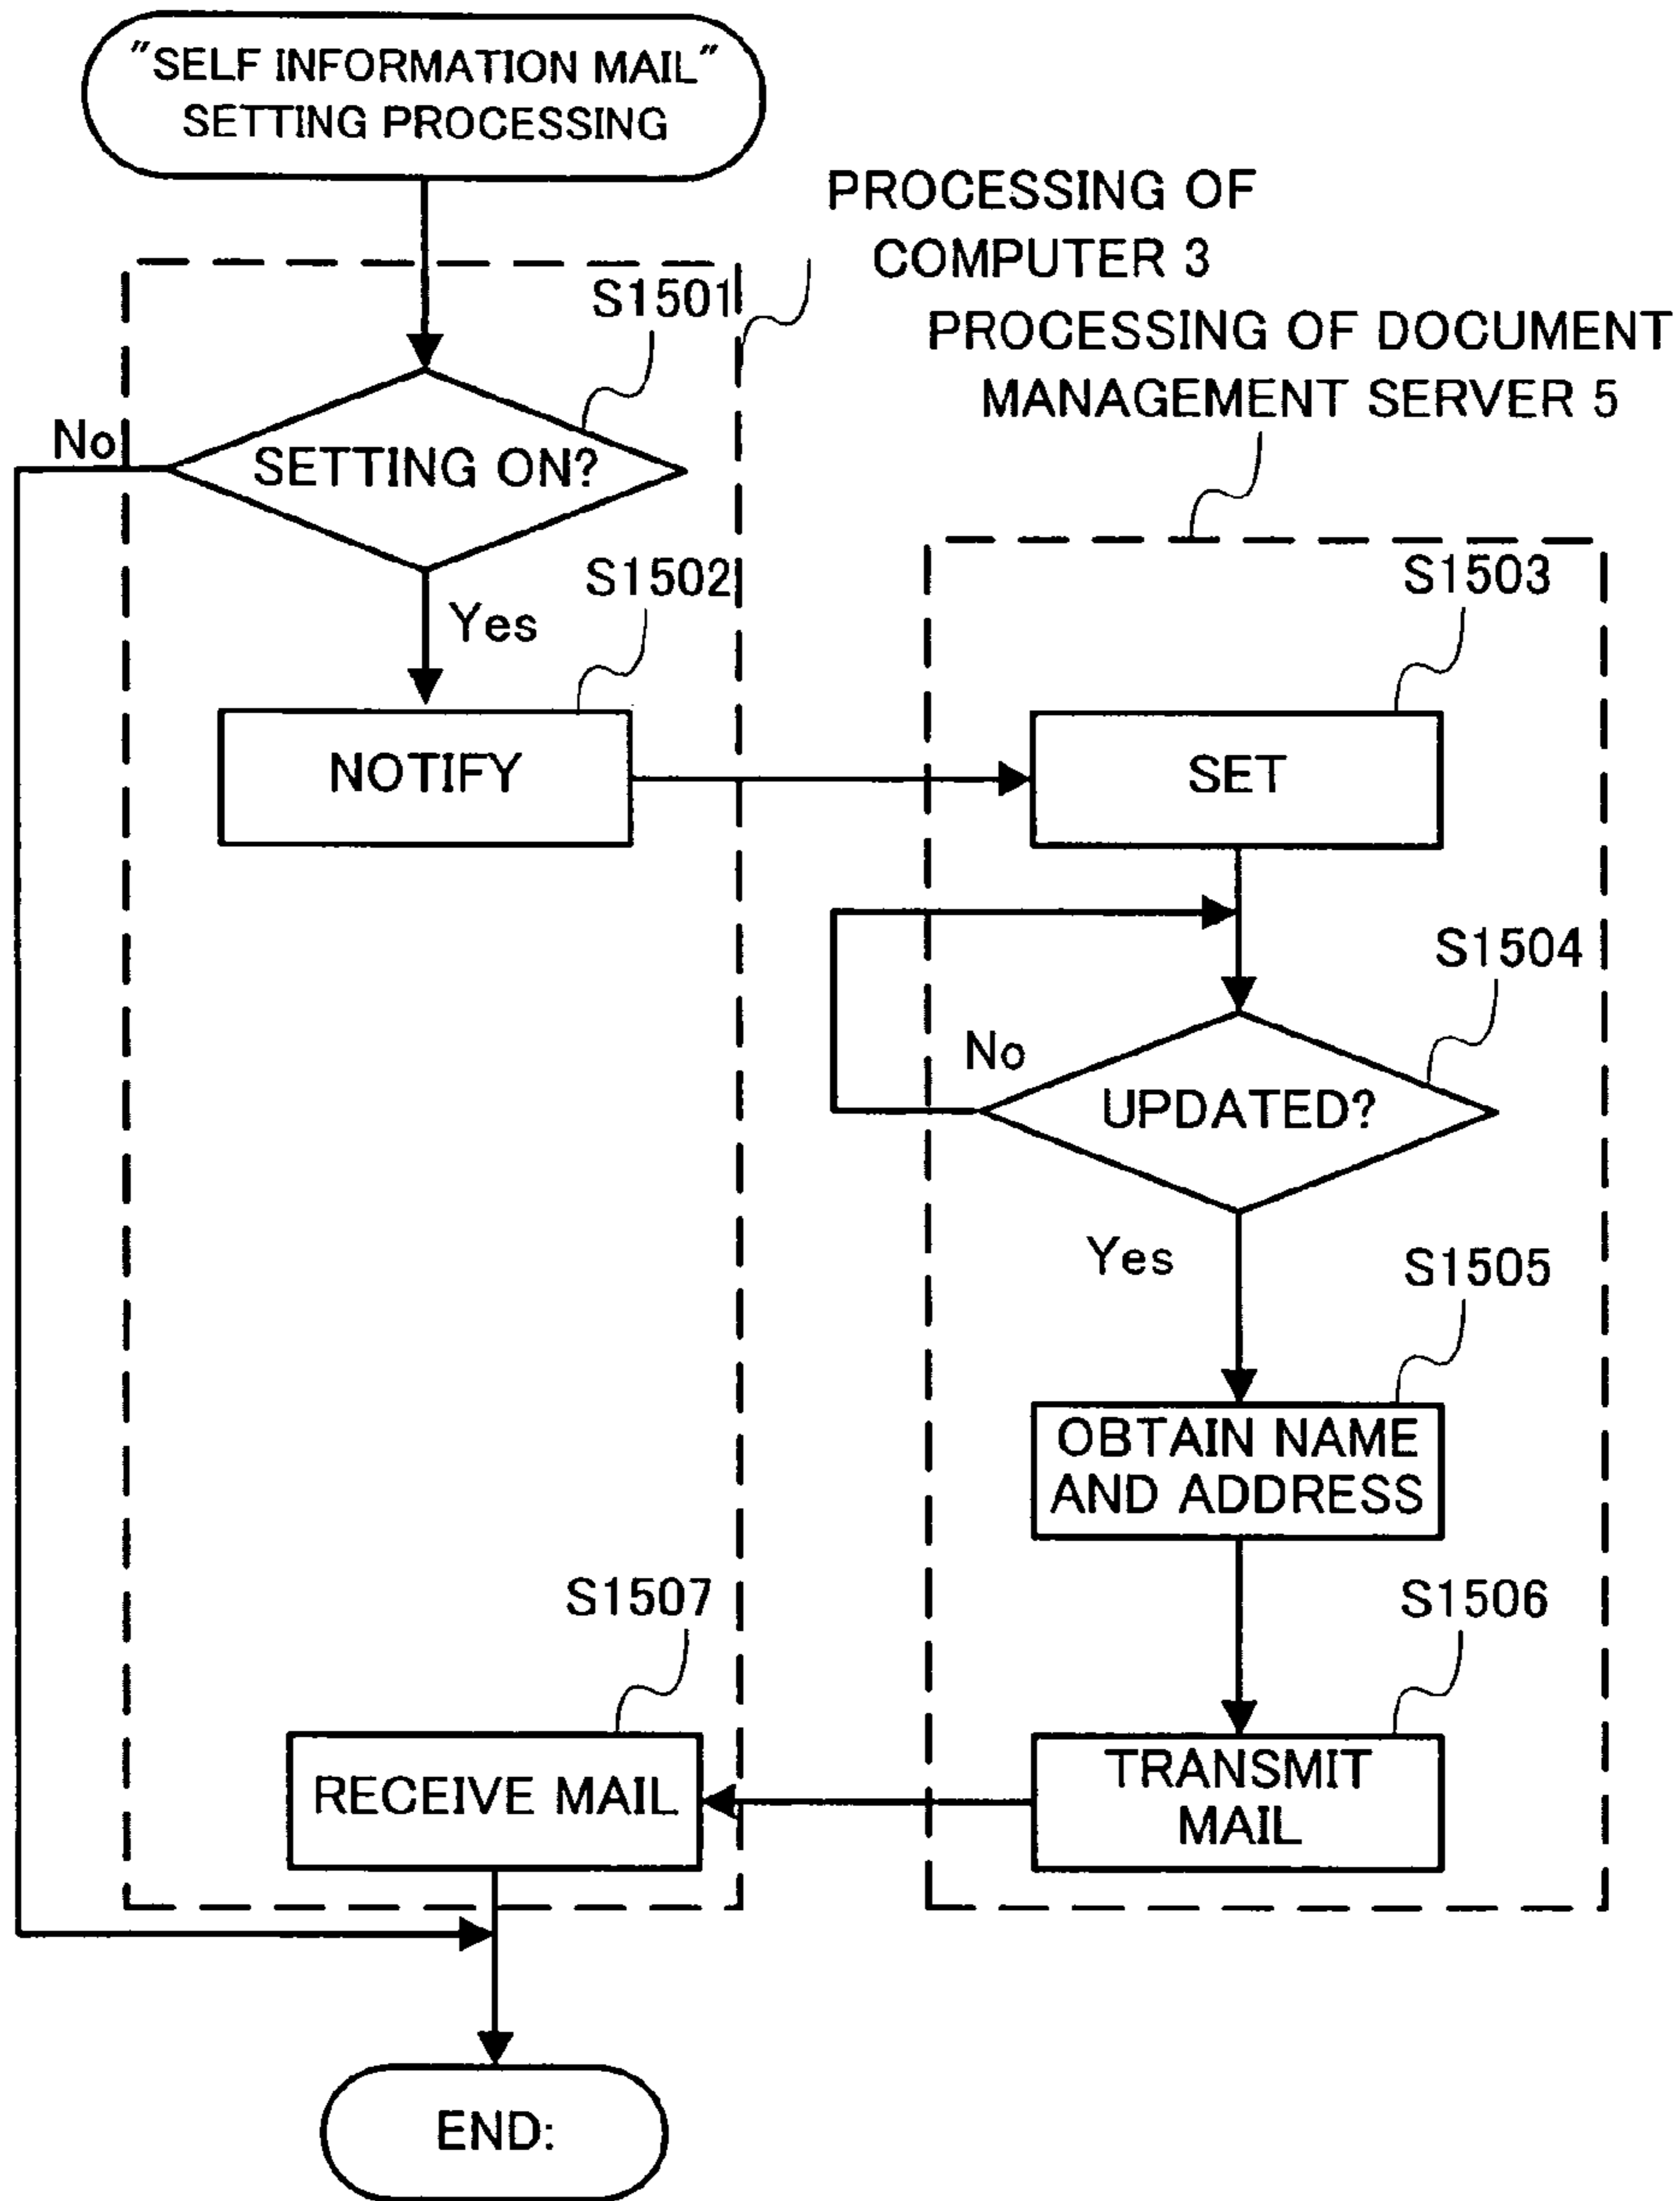 "SELF INFORMATION MAIL"
SETTING PROCESSING
PROCESSING OF
COMPUTER 3
PROCESSING OF DOCUMENT
MANAGEMENT SERVER 5
S1501
No
SETTING ON?
Yes
S1502
NOTIFY
S1503
SET
S1504
No
UPDATED?
Yes
S1505
OBTAIN NAME
AND ADDRESS
S1506
TRANSMIT
MAIL
S1507
RECEIVE MAIL
END: